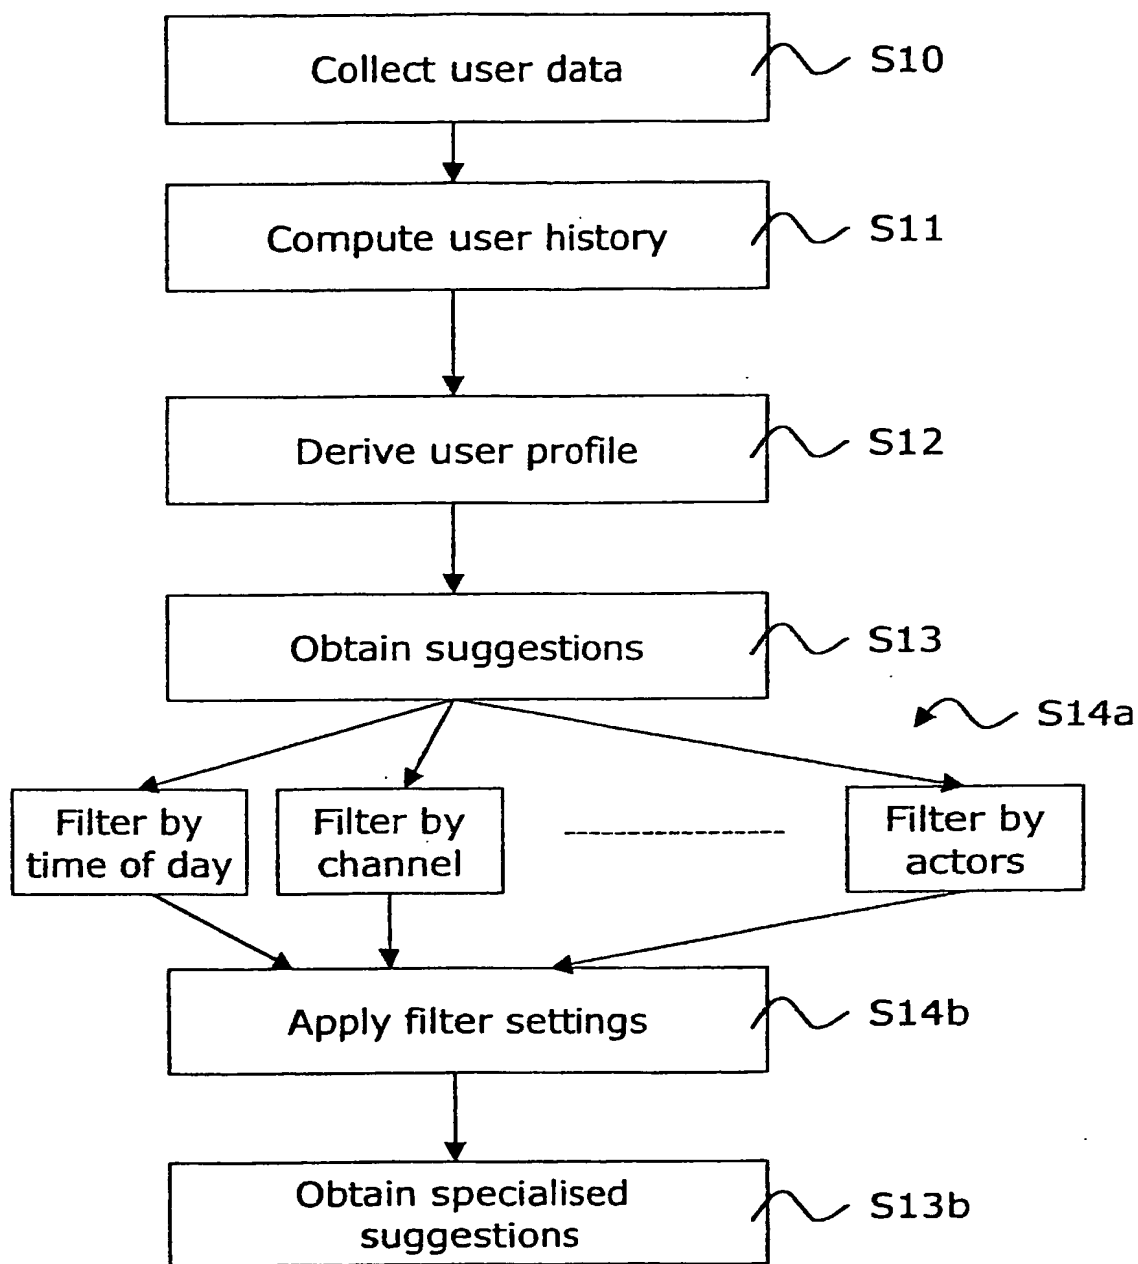 Collect user data
S10
Compute user history
S11
Derive user profile
S12
Obtain suggestions
S13
S14a
Filter by
time of day
Filter by
channel
Filter by
actors
Apply filter settings
S14b
Obtain specialised
suggestions
S13b